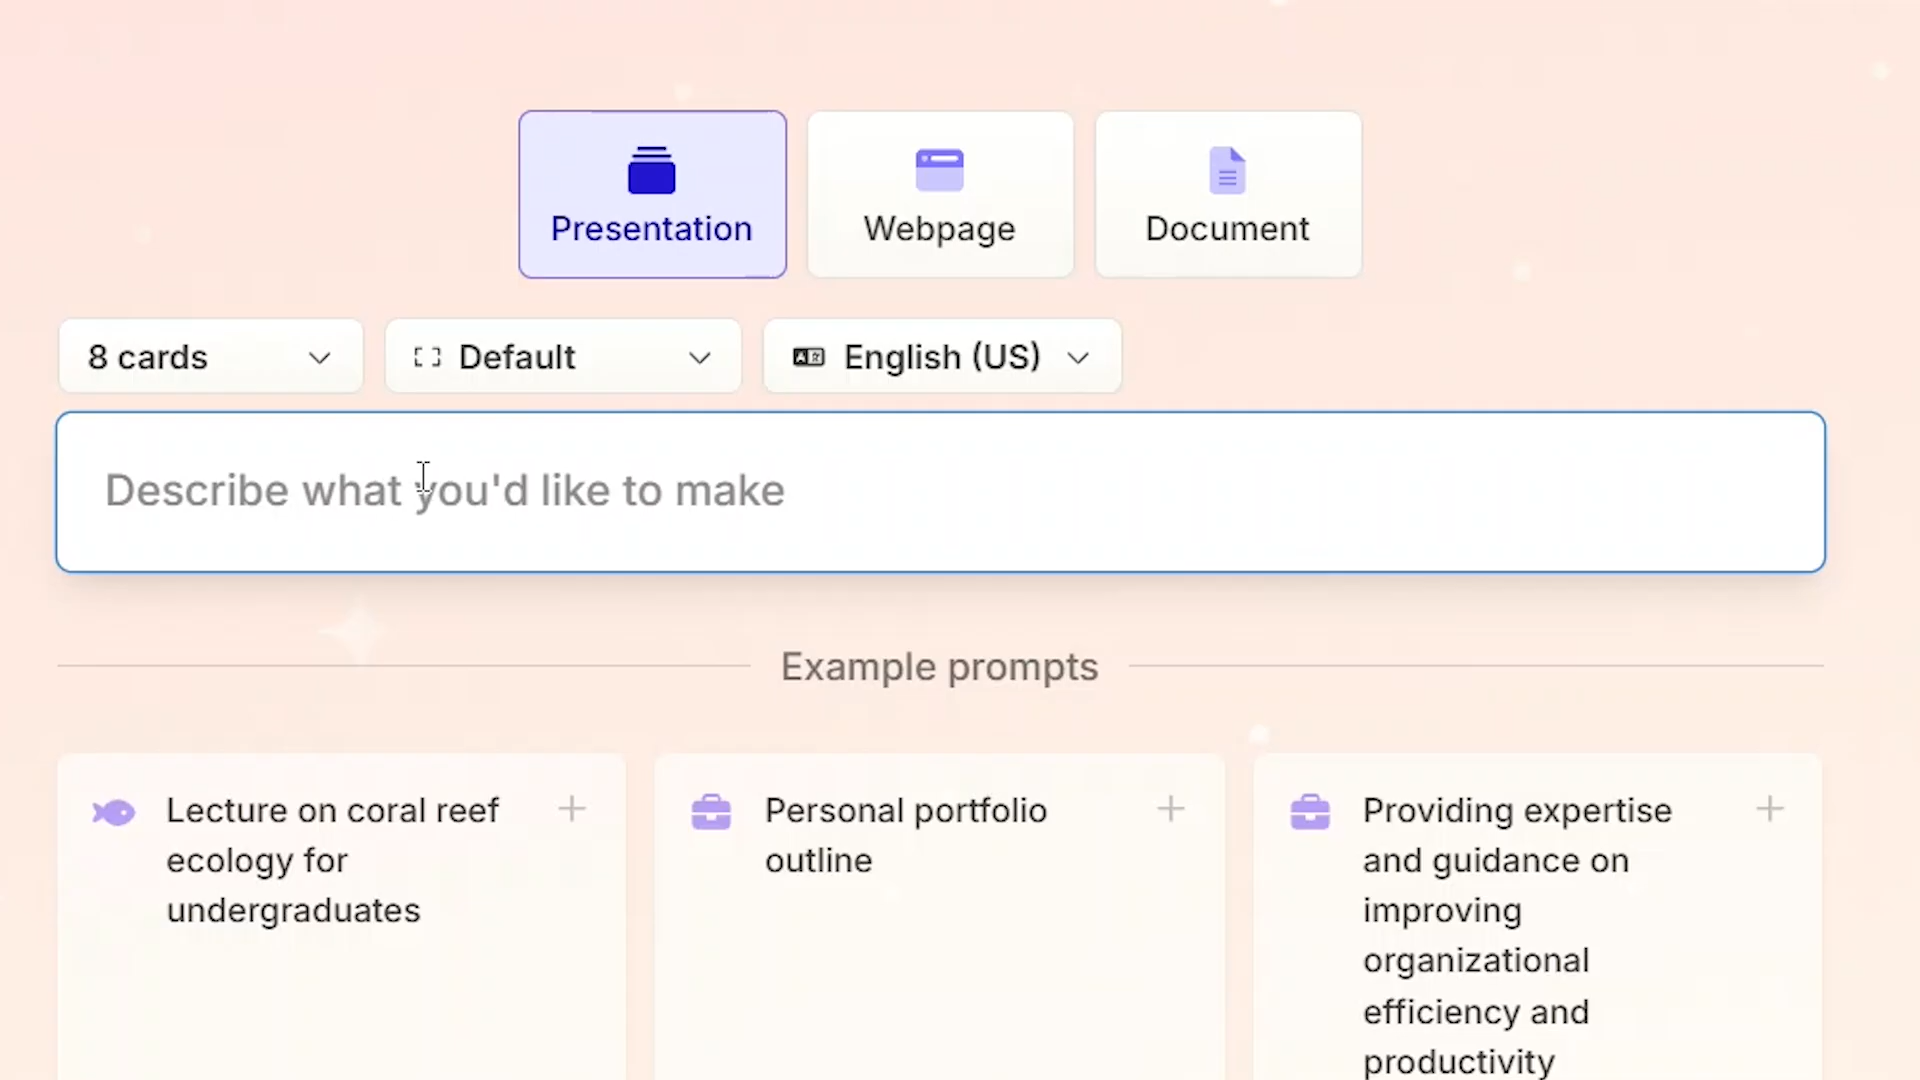 Presentation
Webpage
Document
8 cards
Default
English (US)
Describe what you'd like to make
Example prompts
Lecture on coral reef
ecology for
undergraduates
Personal portfolio
outline
Providing expertise
and guidance on
improving
organizational
efficiency and
productivity